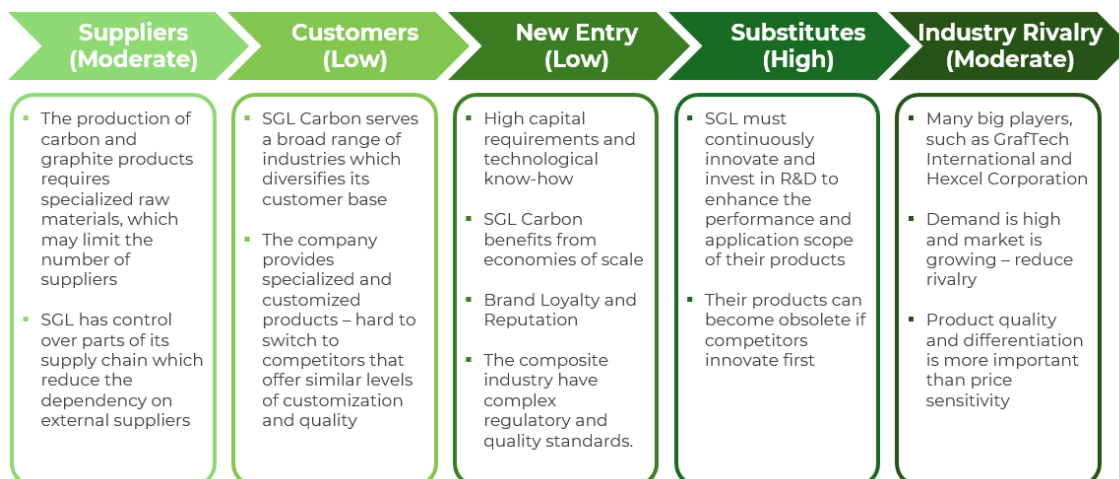 Suppliers
(Moderate)
Customers
(Low)
New Entry
(Low)
Substitutes
(High)
Industry Rivalry
(Moderate)
▪ The production of
carbon and
graphite products
requires
specialized raw
materials, which
may limit the
number of
suppliers
▪ SGL has control
over parts of its
supply chain which
reduce the
dependency on
external suppliers
▪ SGL Carbon serves
a broad range of
industries which
diversifies its
customer base
▪ The company
provides
specialized and
customized
products – hard to
switch to
competitors that
offer similar levels
of customization
and quality
▪ High capital
requirements and
technological
know-how
▪ SGL Carbon
benefits from
economies of scale
▪ Brand Loyalty and
Reputation
▪ The composite
industry have
complex
regulatory and
quality standards.
▪ SGL must
continuously
innovate and
invest in R&D to
enhance the
performance and
application scope
of their products
▪ Their products can
become obsolete if
competitors
innovate first
▪ Many big players,
such as GrafTech
International and
Hexcel Corporation
▪ Demand is high
and market is
growing – reduce
rivalry
▪ Product quality
and differentiation
is more important
than price
sensitivity